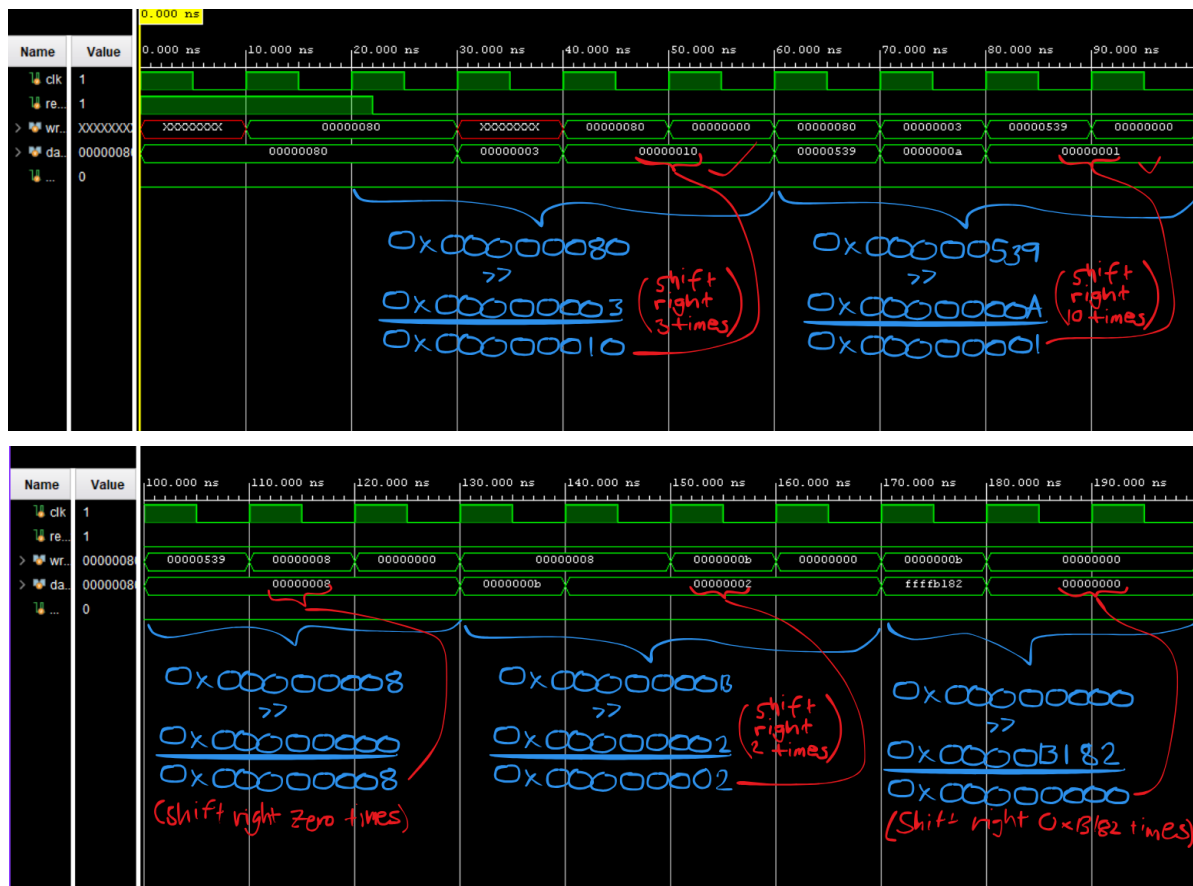 0.000 ns
Name Value 0.000 ns 10.000 ns 20.000 ns 30.000 ns 40.000 ns 50.000 ns 60.000 ns 70.000 ns 80.000 ns 90.000 ns
clk 1
re... 1
wr.. XXXXXXXX XXXXXXXX 00000080 XXXXXXXX 00000080 00000000 00000080 00000003 00000539 00000000
da.. 00000080 00000080 00000003 00000010 00000539 0000000a 00000001
... 0
0x00000080
>>
0x00000003
0x00000010
(shift
right
3 times)
0x00000539
>>
0x0000000A
0x00000001
(shift
right
10 times)
Name Value 100.000 ns 110.000 ns 120.000 ns 130.000 ns 140.000 ns 150.000 ns 160.000 ns 170.000 ns 180.000 ns 190.000 ns
clk 1
re... 1
wr.. 00000080 00000539 00000008 00000000 00000008 0000000b 00000000 0000000b 00000000
da.. 00000080 00000008 0000000b 00000002 ffffb182 00000000
... 0
0x00000008
>>
0x00000000
0x00000008
(shift right zero times)
0x0000000B
>>
0x00000002
0x00000002
(shift
right
2 times)
0x00000000
>>
0x0000B182
0x00000000
(Shift right 0xB182 times)